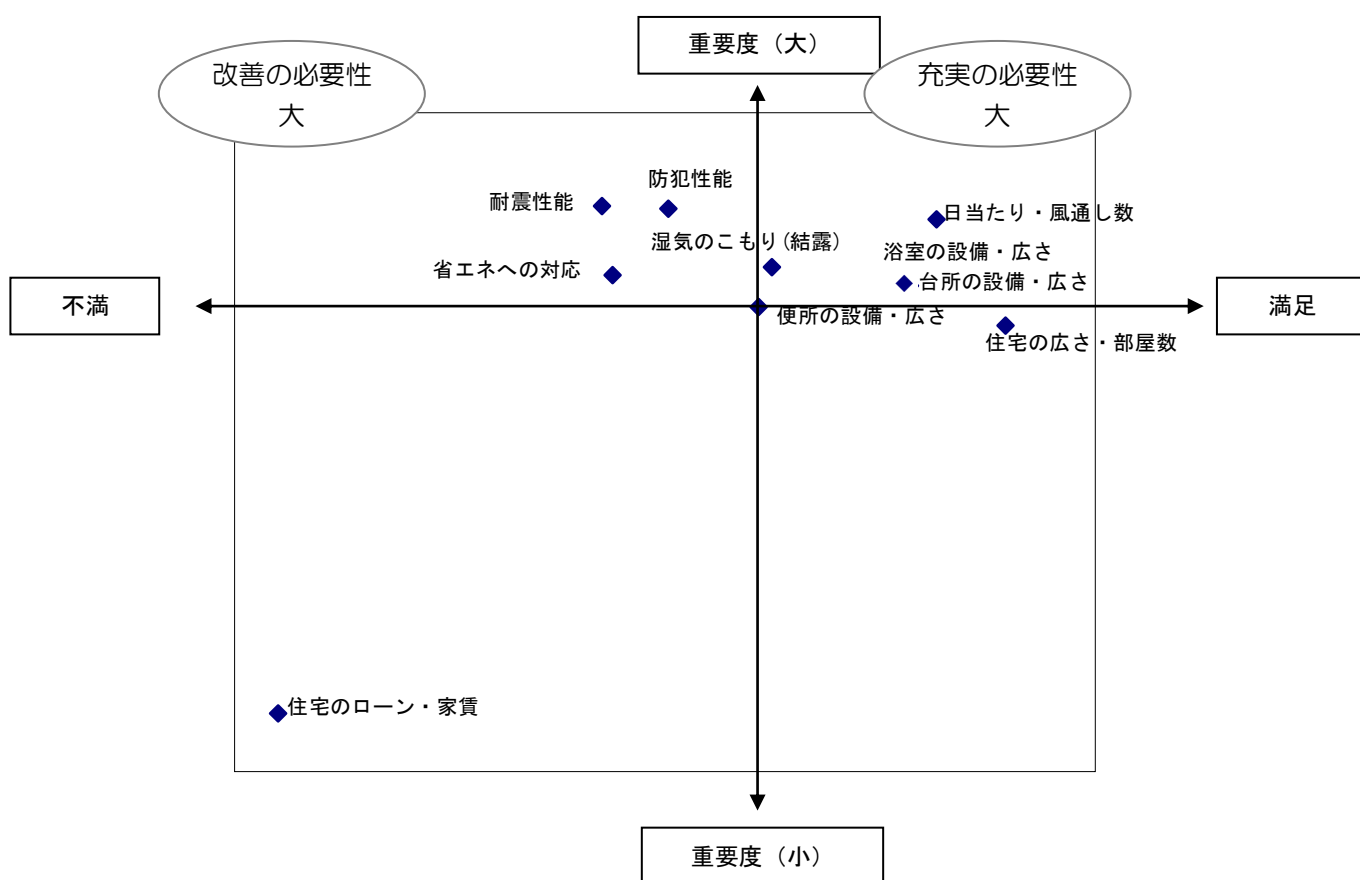 重要度（大）
改善の必要性
大
充実の必要性
大
防犯性能
耐震性能
日当たり・風通し数
湿気のこもり(結露)
浴室の設備・広さ
省エネへの対応
台所の設備・広さ
不満
満足
便所の設備・広さ
住宅の広さ・部屋数
住宅のローン・家賃
重要度（小）